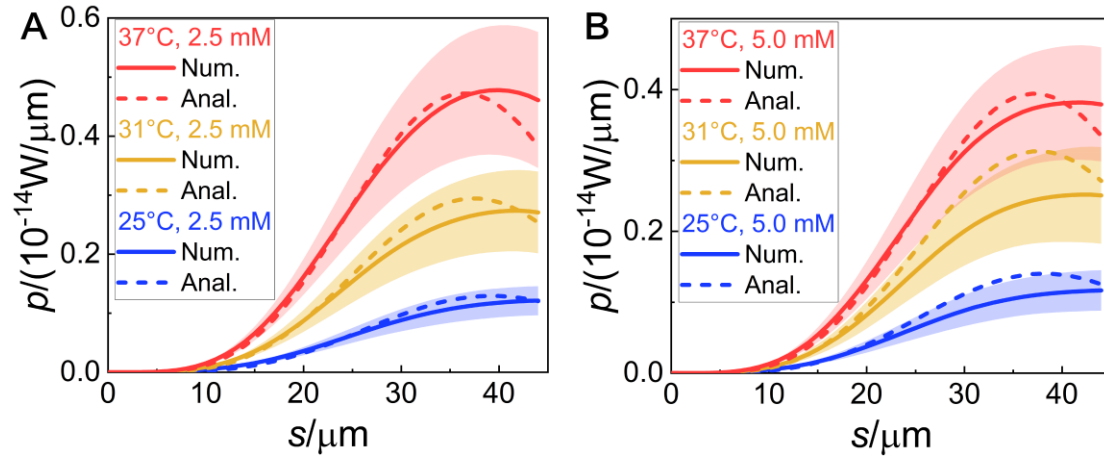 A
p/(10⁻¹⁴W/μm)
0.6
0.4
0.2
0.0
37°C, 2.5 mM
Num.
Anal.
31°C, 2.5 mM
Num.
Anal.
25°C, 2.5 mM
Num.
Anal.
0 10 20 30 40
s/μm
B
p/(10⁻¹⁴W/μm)
0.4
0.2
0.0
37°C, 5.0 mM
Num.
Anal.
31°C, 5.0 mM
Num.
Anal.
25°C, 5.0 mM
Num.
Anal.
0 10 20 30 40
s/μm